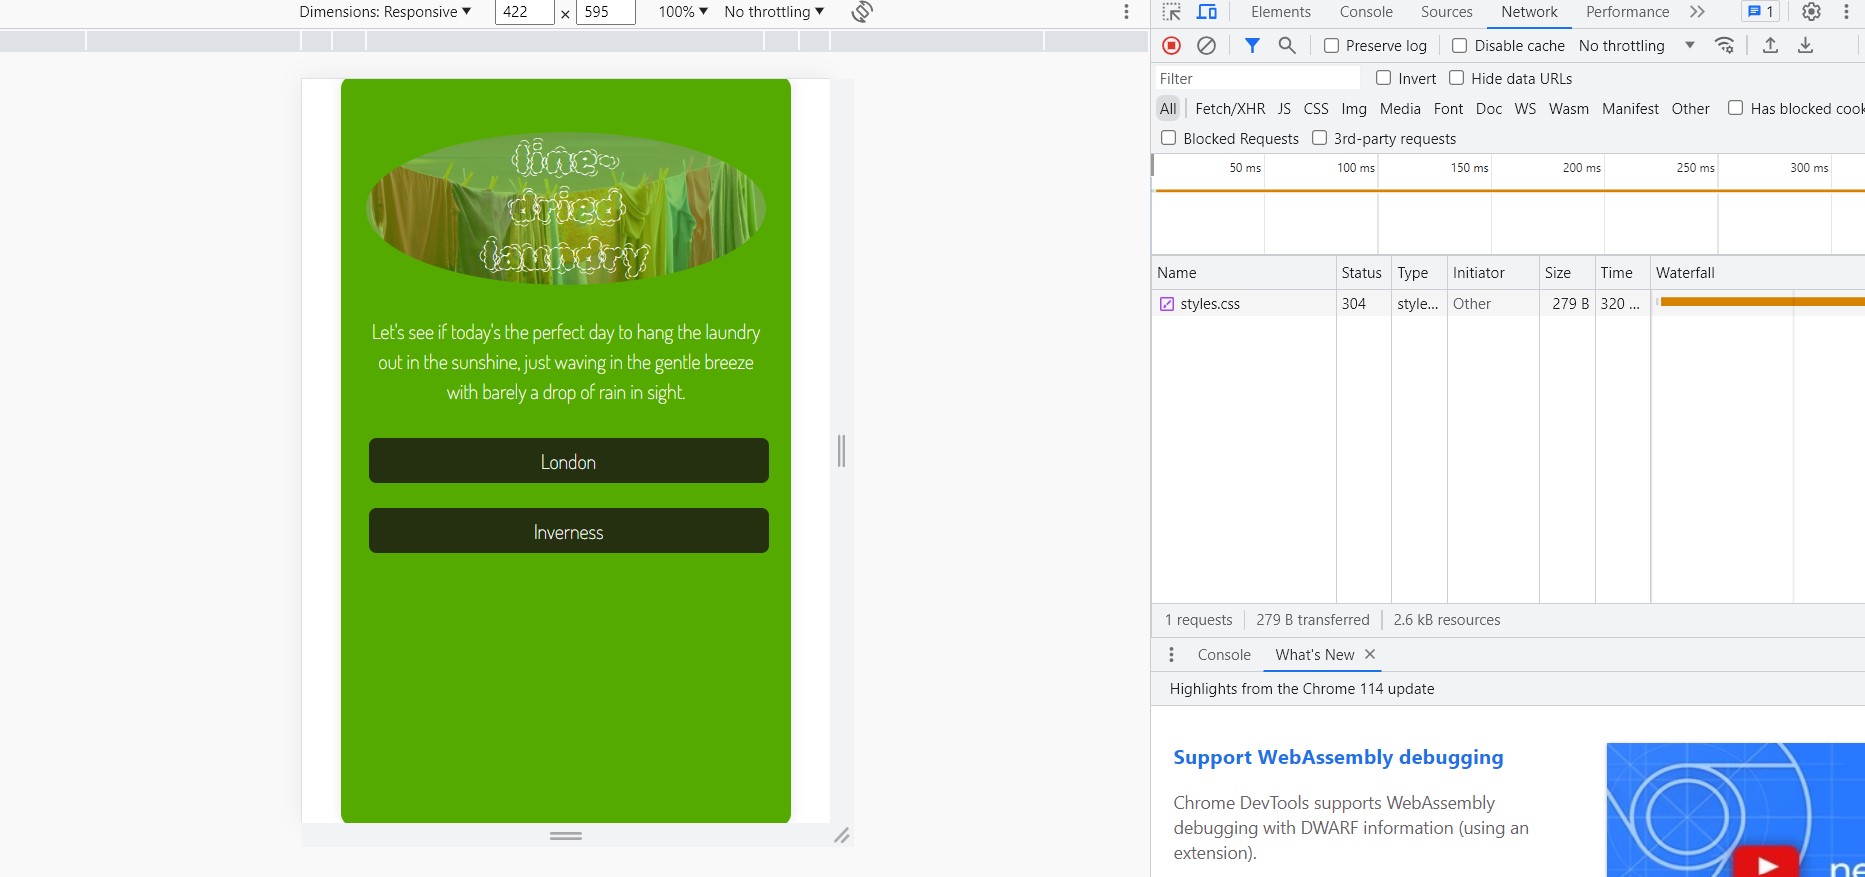 Dimensions: Responsive ▼ 422 × 595 100% ▼ No throttling ▼
Elements Console Sources Network Performance 1
Preserve log Disable cache No throttling ▼
Filter Invert Hide data URLs
All Fetch/XHR JS CSS Img Media Font Doc WS Wasm Manifest Other Has blocked cook
Blocked Requests 3rd-party requests
50 ms 100 ms 150 ms 200 ms 250 ms 300 ms
Name Status Type Initiator Size Time Waterfall
styles.css 304 style... Other 279 B 320 ...
1 requests 279 B transferred 2.6 kB resources
Console What's New
Highlights from the Chrome 114 update
Support WebAssembly debugging
Chrome DevTools supports WebAssembly
debugging with DWARF information (using an
extension).
ne
line-
dried
laundry
Let's see if today's the perfect day to hang the laundry
out in the sunshine, just waving in the gentle breeze
with barely a drop of rain in sight.
London
Inverness